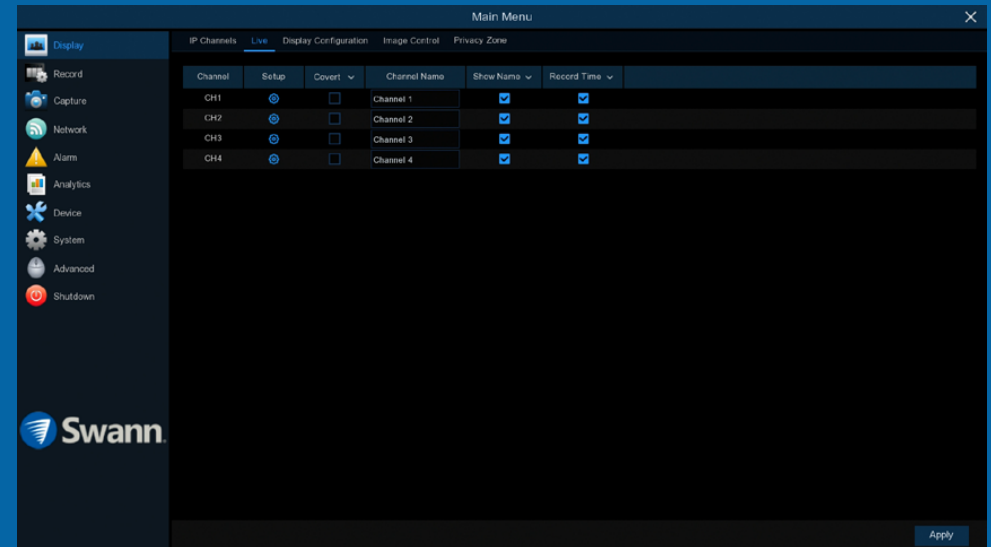 Main Menu
Display
Record
Capture
Network
Alarm
Analytics
Device
System
Advanced
Shutdown
Swann
IP Channels Live Display Configuration Image Control Privacy Zone
Channel Setup Covert Channel Name Show Name Record Time
CH1 Channel 1
CH2 Channel 2
CH3 Channel 3
CH4 Channel 4
Apply